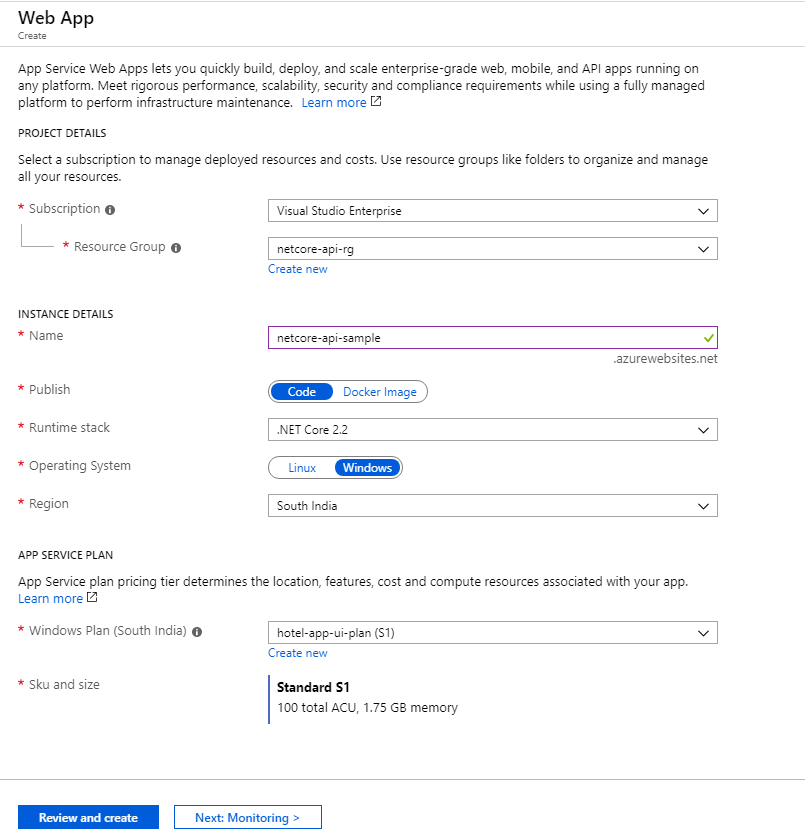 Web App
Create
App Service Web Apps lets you quickly build, deploy, and scale enterprise-grade web, mobile, and API apps running on
any platform. Meet rigorous performance, scalability, security and compliance requirements while using a fully managed
platform to perform infrastructure maintenance. Learn more
PROJECT DETAILS
Select a subscription to manage deployed resources and costs. Use resource groups like folders to organize and manage
all your resources.
* Subscription
Visual Studio Enterprise
* Resource Group
netcore-api-rg
Create new
INSTANCE DETAILS
* Name
netcore-api-sample
.azurewebsites.net
* Publish
Code Docker Image
* Runtime stack
.NET Core 2.2
* Operating System
Linux Windows
* Region
South India
APP SERVICE PLAN
App Service plan pricing tier determines the location, features, cost and compute resources associated with your app.
Learn more
* Windows Plan (South India)
hotel-app-ui-plan (S1)
Create new
* Sku and size
Standard S1
100 total ACU, 1.75 GB memory
Review and create
Next: Monitoring >